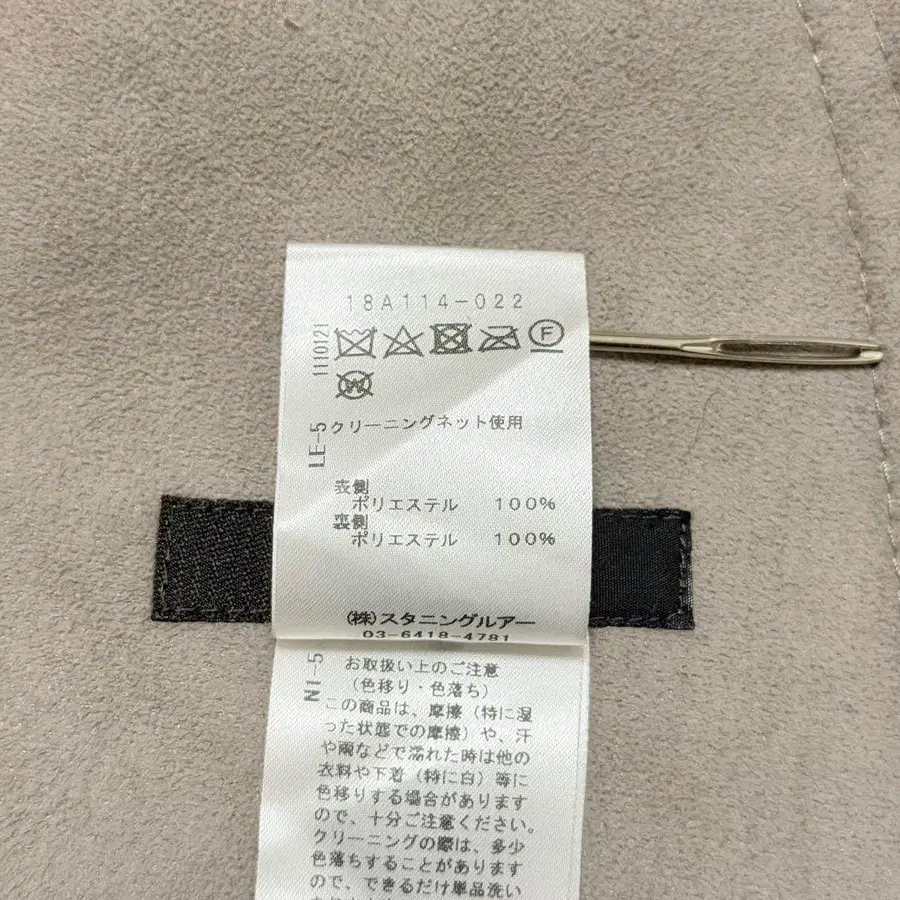 18A114-022
1110121
F
W
LE-5
クリーニングネット使用
表側
ポリエステル 100%
裏側
ポリエステル 100%
(株)スタニングルアー
03-6418-4781
N1-5
お取扱い上のご注意
(色移り・色落ち)
この商品は、摩擦(特に湿
った状態での摩擦)や、汗
や雨などで濡れた時は他の
衣料や下着(特に白)等に
色移りする場合があります
ので、十分ご注意ください。
クリーニングの際は、多少
色落ちすることがあります
ので、できるだけ単品洗い